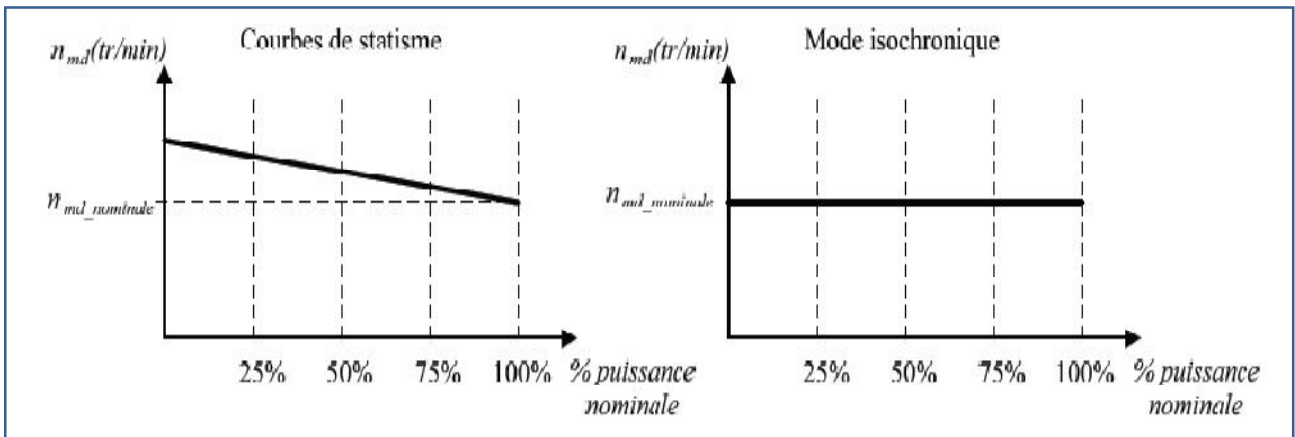 Courbes de statisme
n_md(tr/min)
n_md_nominale
25% 50% 75% 100% % puissance
nominale
Mode isochronique
n_md(tr/min)
n_md_nominale
25% 50% 75% 100% % puissance
nominale